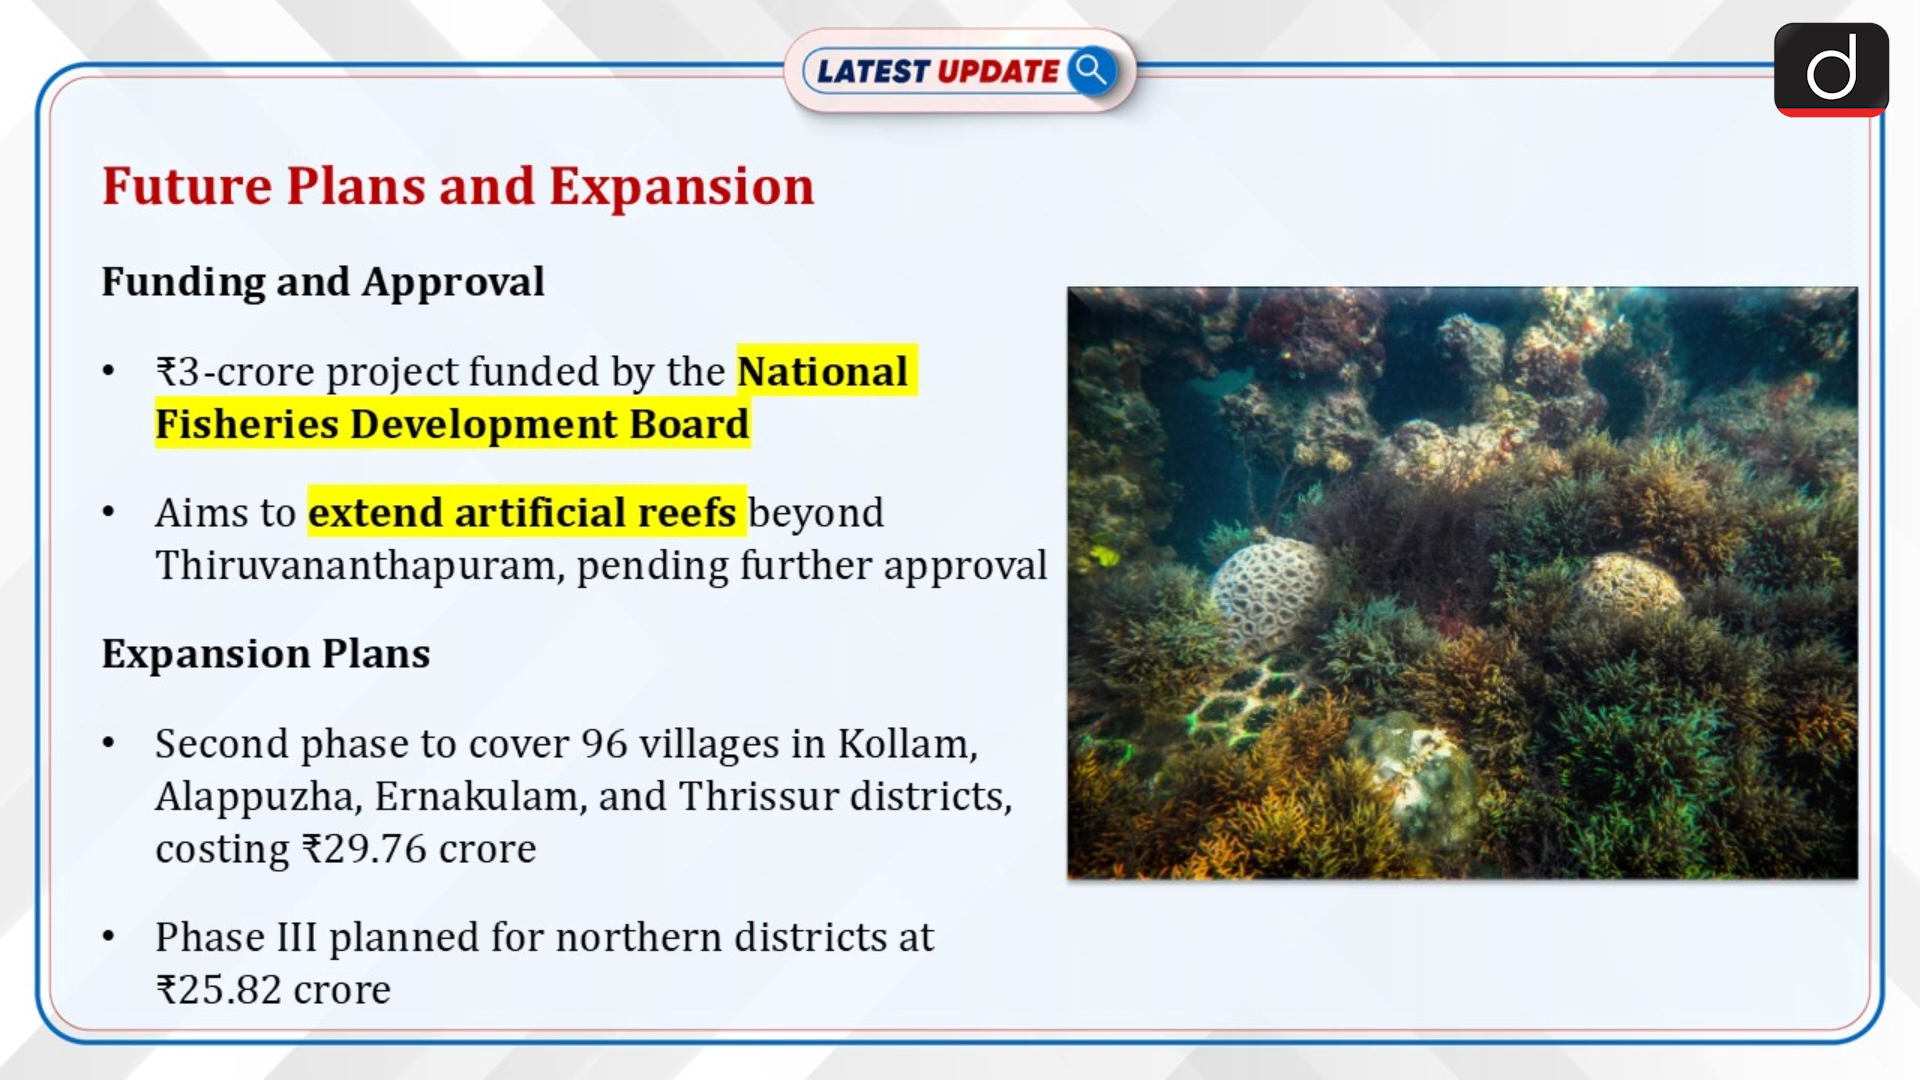 LATEST UPDATE
d
Future Plans and Expansion
Funding and Approval
• ₹3-crore project funded by the National
Fisheries Development Board
• Aims to extend artificial reefs beyond
Thiruvananthapuram, pending further approval
Expansion Plans
• Second phase to cover 96 villages in Kollam,
Alappuzha, Ernakulam, and Thrissur districts,
costing ₹29.76 crore
• Phase III planned for northern districts at
₹25.82 crore